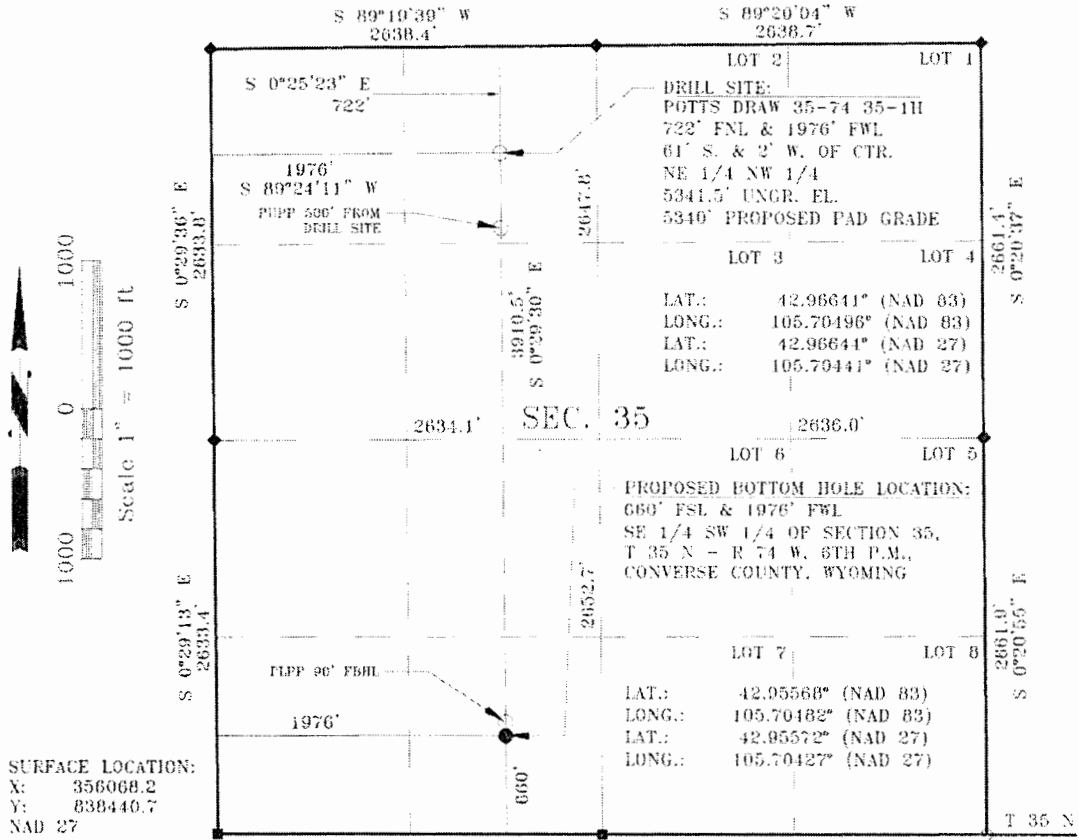 S 89°19'39" W
2638.4'
S 89°20'04" W
2638.7'
LOT 2
LOT 1
S 0°25'23" E
722'
DRILL SITE:
POTTS DRAW 35-74 35-1H
722' FNL & 1976' FWL
61' S. & 2' W. OF CTR.
NE 1/4 NW 1/4
5341.5' UNGR. EL.
5340' PROPOSED PAD GRADE
1976'
S 89°24'11" W
PUPP 500' FROM
DRILL SITE
2647.8'
S 0°29'36" E
2633.8'
2661.4'
S 0°20'37" E
LOT 3
LOT 4
3910.5'
S 0°29'30" E
LAT.: 42.96641° (NAD 83)
LONG.: 105.70496° (NAD 83)
LAT.: 42.96644° (NAD 27)
LONG.: 105.70441° (NAD 27)
1000
0
1000
Scale 1" = 1000 ft
2634.1'
SEC. 35
2636.0'
LOT 6
LOT 5
PROPOSED BOTTOM HOLE LOCATION:
660' FSL & 1976' FWL
SE 1/4 SW 1/4 OF SECTION 35,
T 35 N - R 74 W, 6TH P.M.,
CONVERSE COUNTY, WYOMING
2652.7'
S 0°29'13" E
2633.4'
2661.9'
S 0°20'55" E
LOT 7
LOT 8
PLPP 96' FBHL
1976'
LAT.: 42.95568° (NAD 83)
LONG.: 105.70482° (NAD 83)
LAT.: 42.95572° (NAD 27)
LONG.: 105.70427° (NAD 27)
660'
SURFACE LOCATION:
X: 356068.2
Y: 838440.7
NAD 27
T 35 N